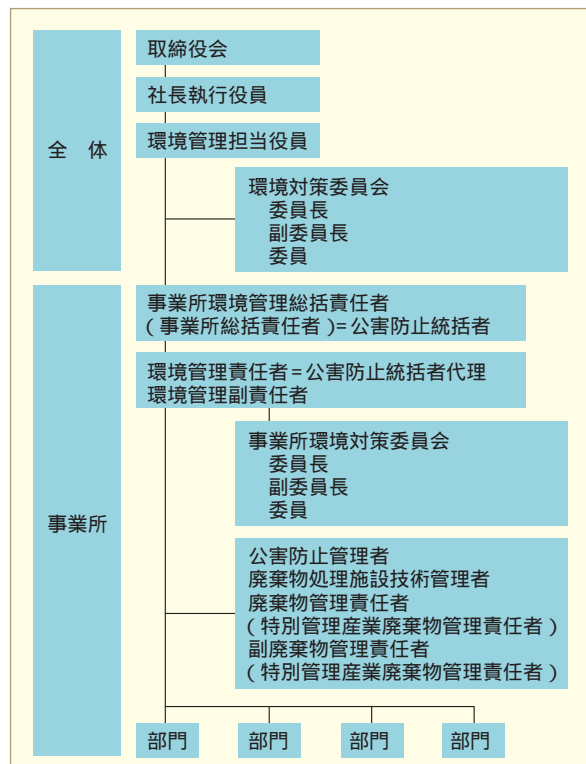 全　体
取締役会
社長執行役員
環境管理担当役員
環境対策委員会
委員長
副委員長
委員
事業所
事業所環境管理総括責任者
(事業所総括責任者)=公害防止統括者
環境管理責任者=公害防止統括者代理
環境管理副責任者
事業所環境対策委員会
委員長
副委員長
委員
公害防止管理者
廃棄物処理施設技術管理者
廃棄物管理責任者
(特別管理産業廃棄物管理責任者)
副廃棄物管理責任者
(特別管理産業廃棄物管理責任者)
部門
部門
部門
部門